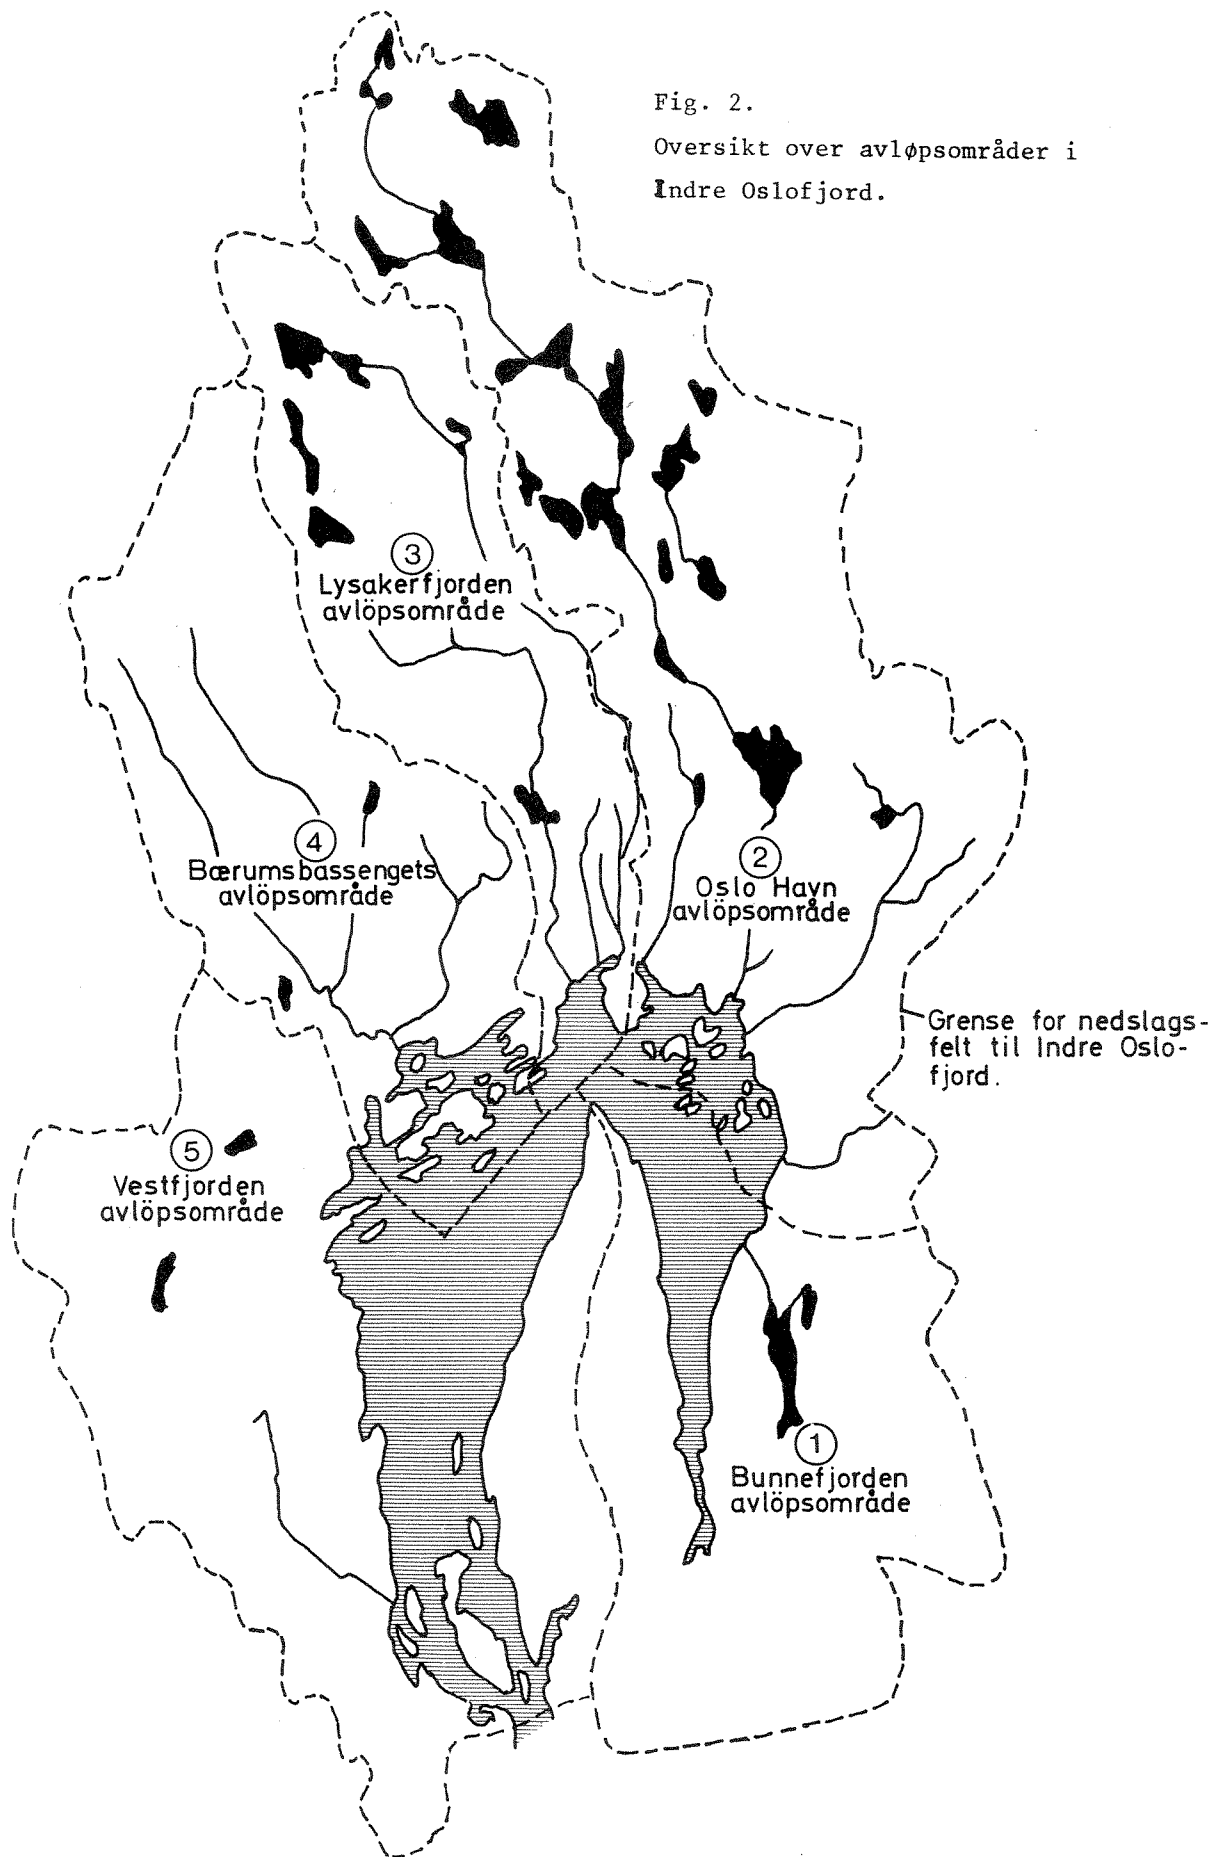 Fig. 2.
Oversikt over avløpsområder i
Indre Oslofjord.
3
Lysakerfjorden
avlöpsområde
4
Bærumsbassengets
avlöpsområde
2
Oslo Havn
avlöpsområde
Grense for nedslags-
felt til Indre Oslo-
fjord.
5
Vestfjorden
avlöpsområde
1
Bunnefjorden
avlöpsområde